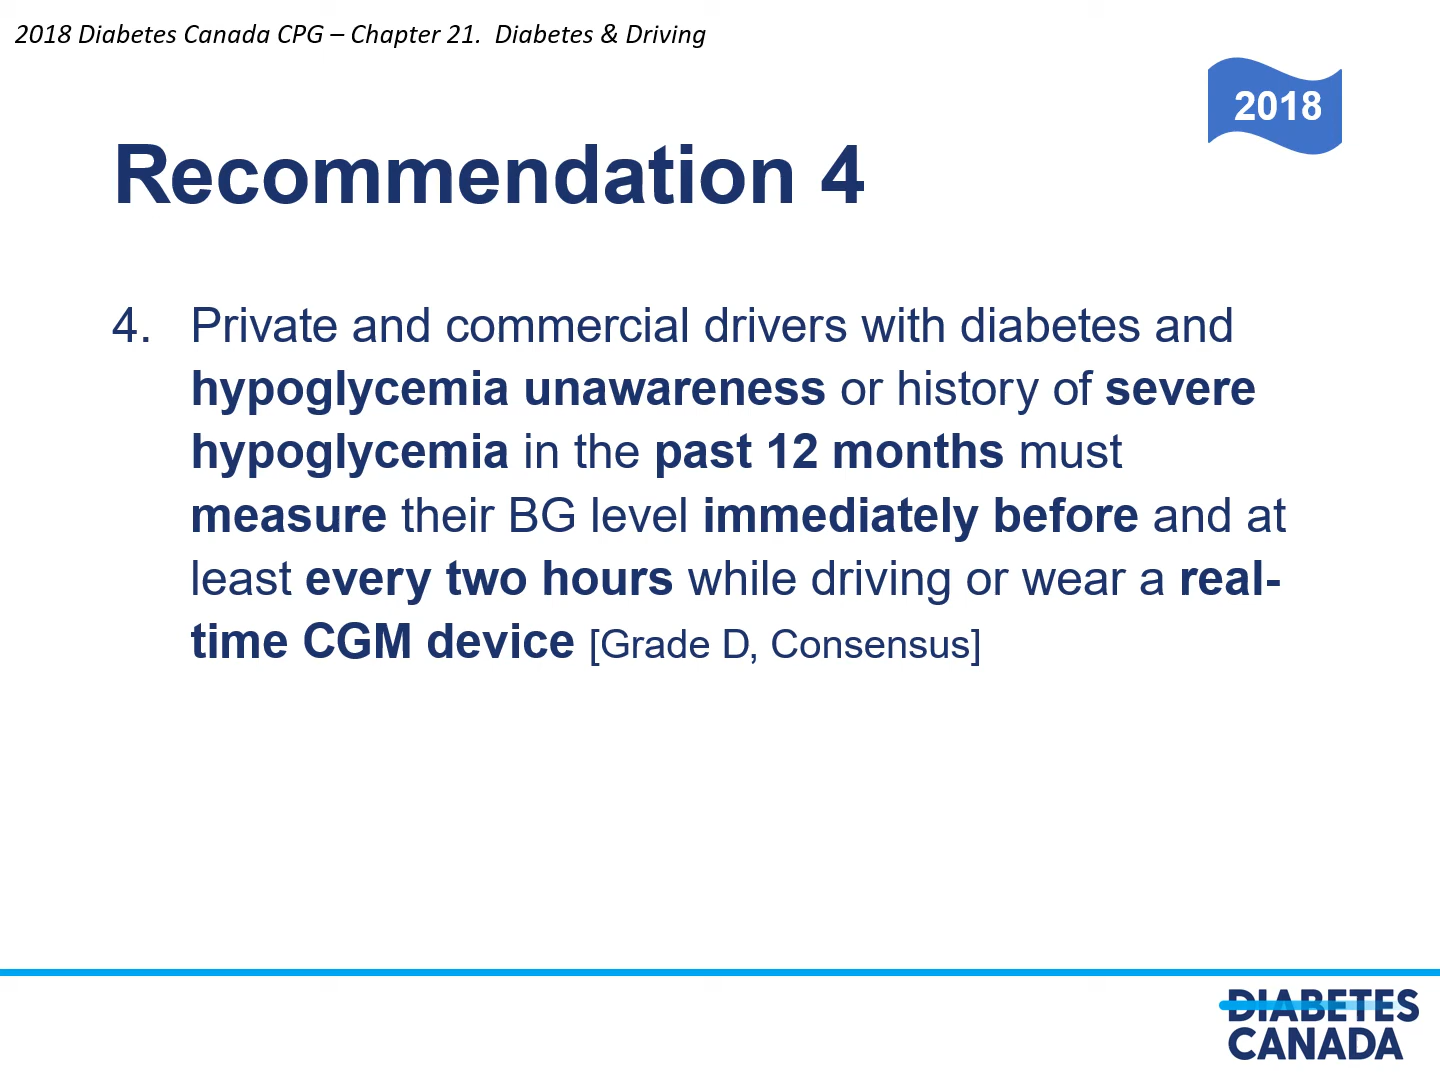 2018 Diabetes Canada CPG – Chapter 21.  Diabetes & Driving
2018
Recommendation 4
4. Private and commercial drivers with diabetes and
hypoglycemia unawareness or history of severe
hypoglycemia in the past 12 months must
measure their BG level immediately before and at
least every two hours while driving or wear a real-
time CGM device [Grade D, Consensus]
DIABETES
CANADA